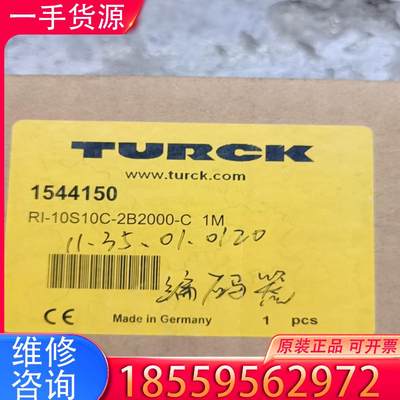 一手货源
TURCK
www.turck.com
1544150
RI-10S10C-2B2000-C 1M
11.35.01.0120
编码器
CE
Made in Germany
1 pcs
维修咨询
原装正品 可开票
18559562972